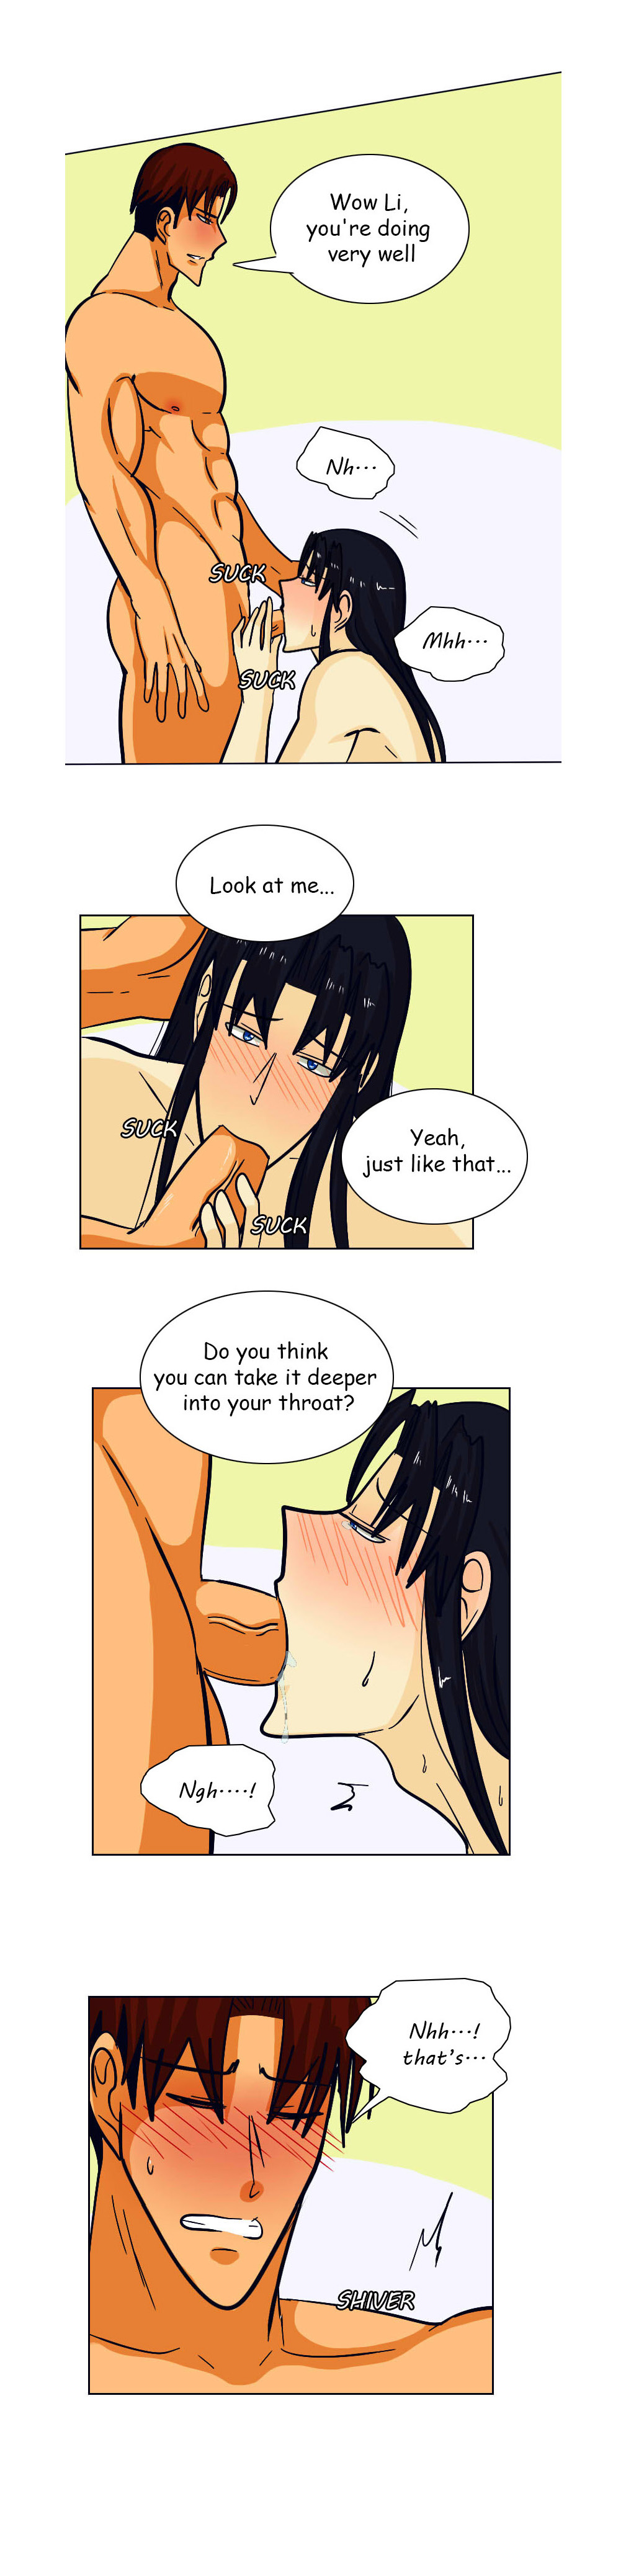 Wow Li,
you're doing
very well
Nh...
SUCK
Mhh...
SUCK
Look at me...
SUCK
Yeah,
just like that...
SUCK
Do you think
you can take it deeper
into your throat?
Ngh....!
Nhh...!
that's...
SHIVER